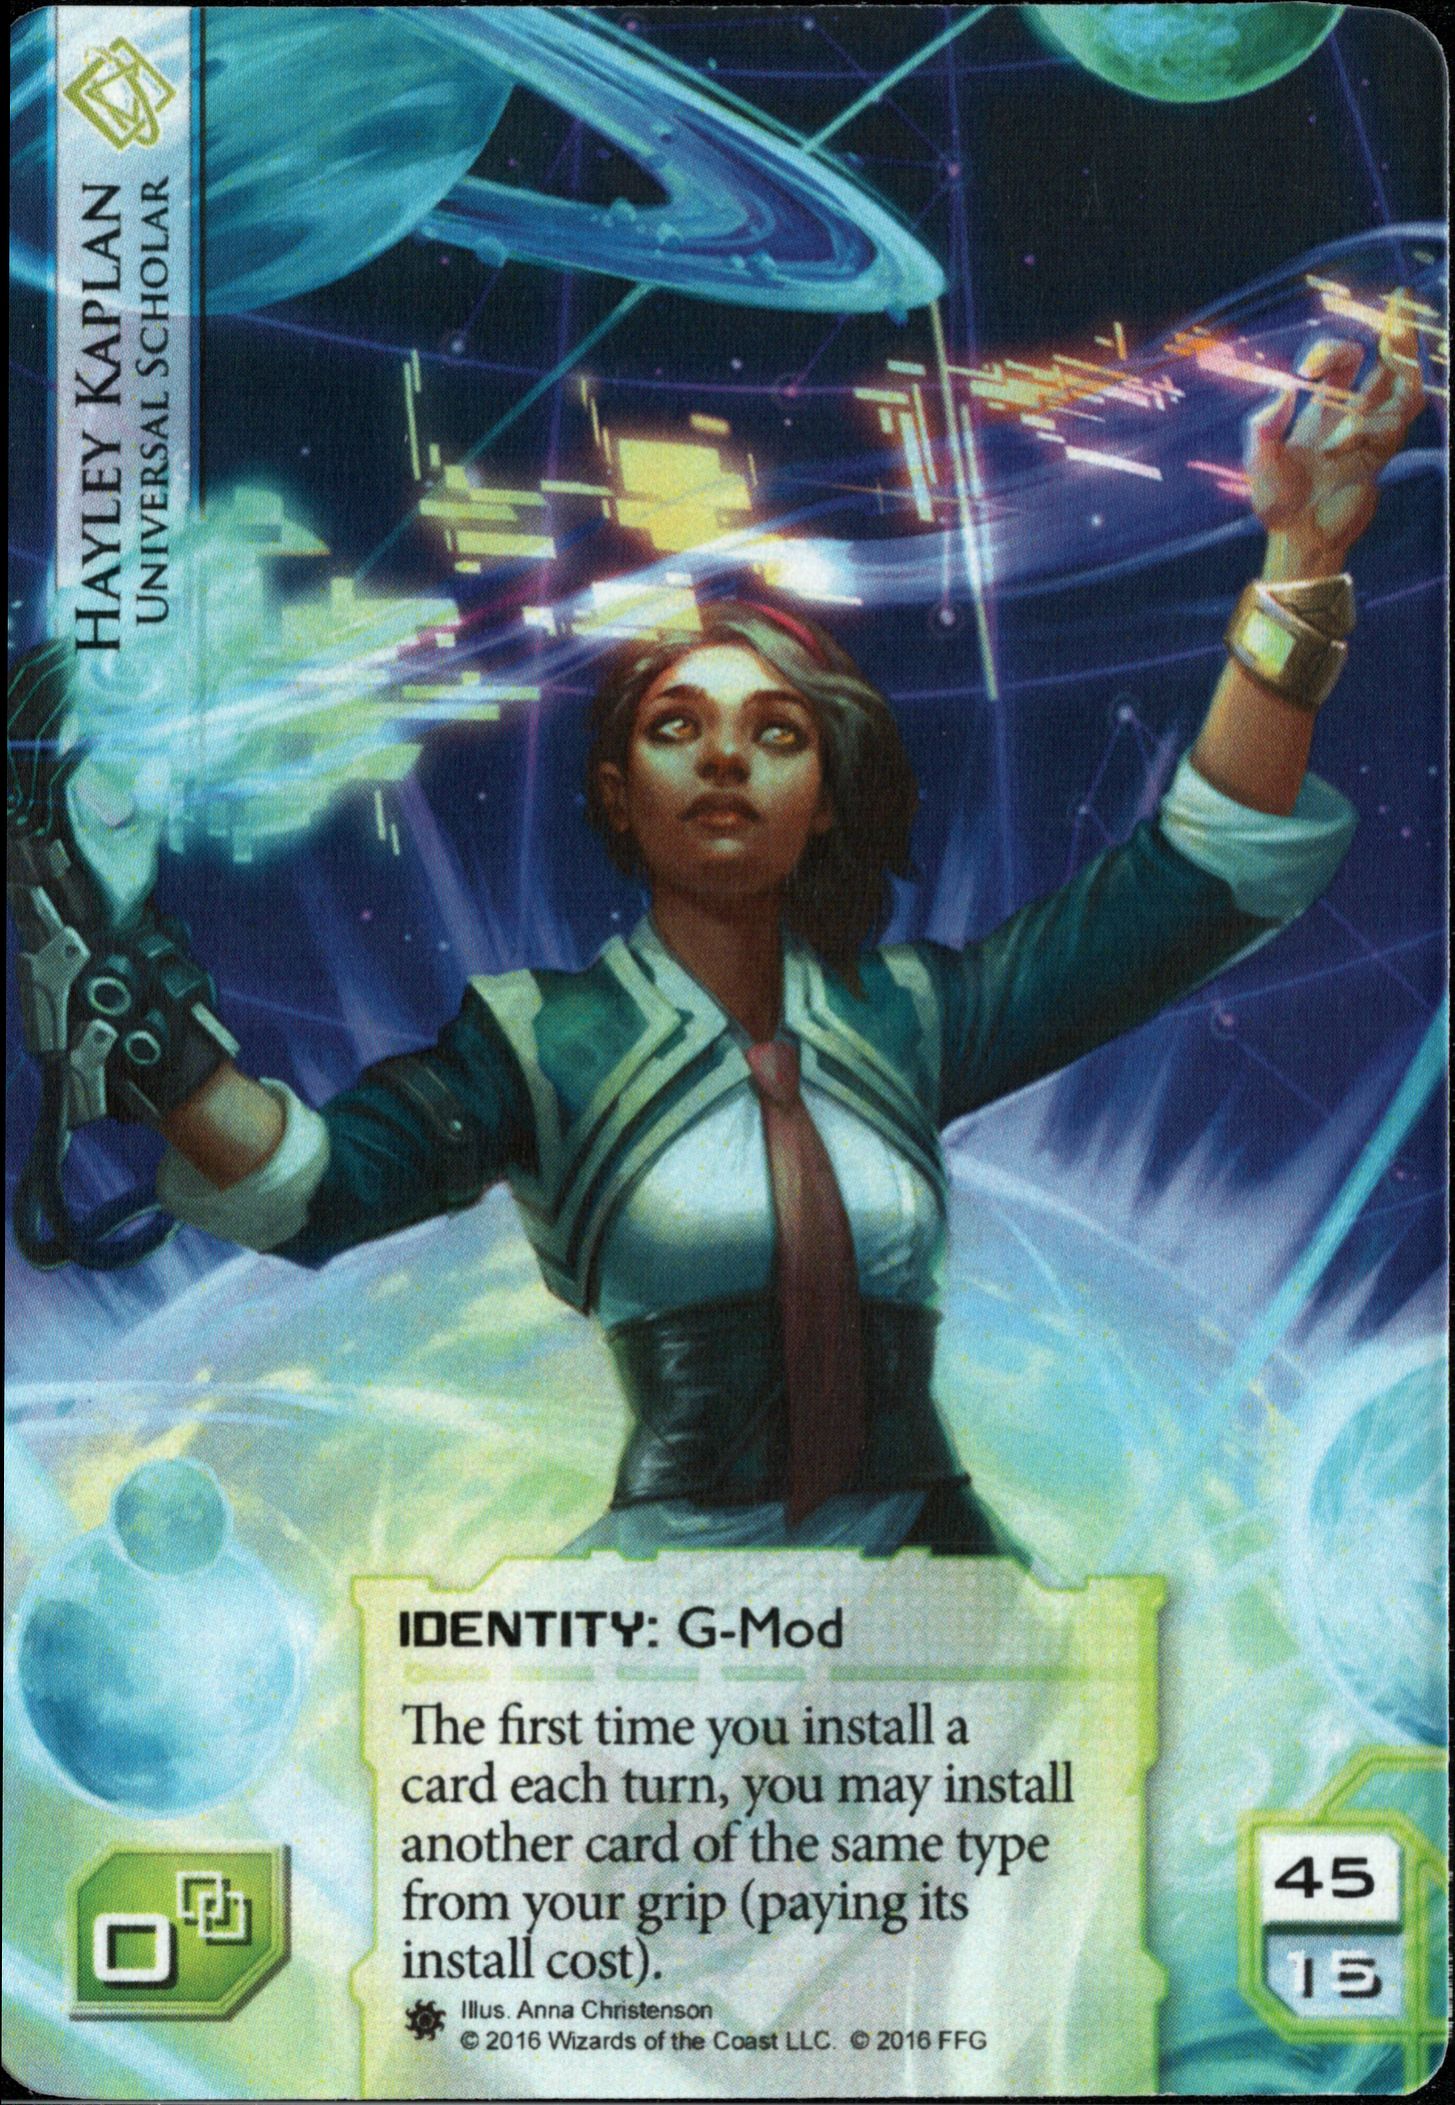 HAYLEY KAPLAN
UNIVERSAL SCHOLAR
IDENTITY: G-Mod
The first time you install a
card each turn, you may install
another card of the same type
from your grip (paying its
install cost).
Illus. Anna Christenson
© 2016 Wizards of the Coast LLC. © 2016 FFG
0
45
15